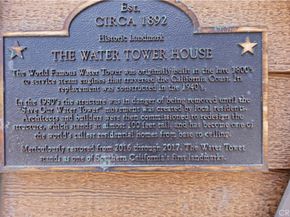 Est.
CIRCA 1892
Historic Landmark
THE WATER TOWER HOUSE
The World Famous Water Tower was originally built in the late 1800's
to service steam engines that traversed the California Coast. Its
replacement was constructed in the 1940's.
In the 1980's the structure was in danger of being removed until the
"Save Our Water Tower" movement was enacted by local residents.
Architects and builders were then commissioned to redesign the
structure, which stands at almost 100 feet tall, and has become one of
the world's tallest residential homes from base to ceiling.
Meticulously restored from 2016 through 2017, The Water Tower
stands as one of Southern California's finest landmarks.